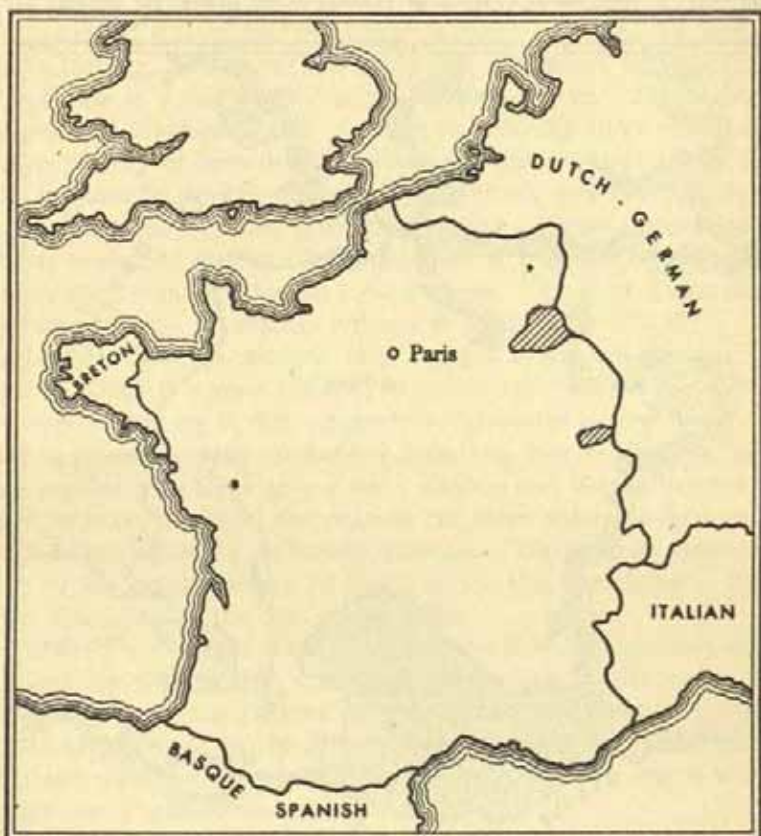 DUTCH - GERMAN
BRETON
Paris
ITALIAN
BASQUE
SPANISH